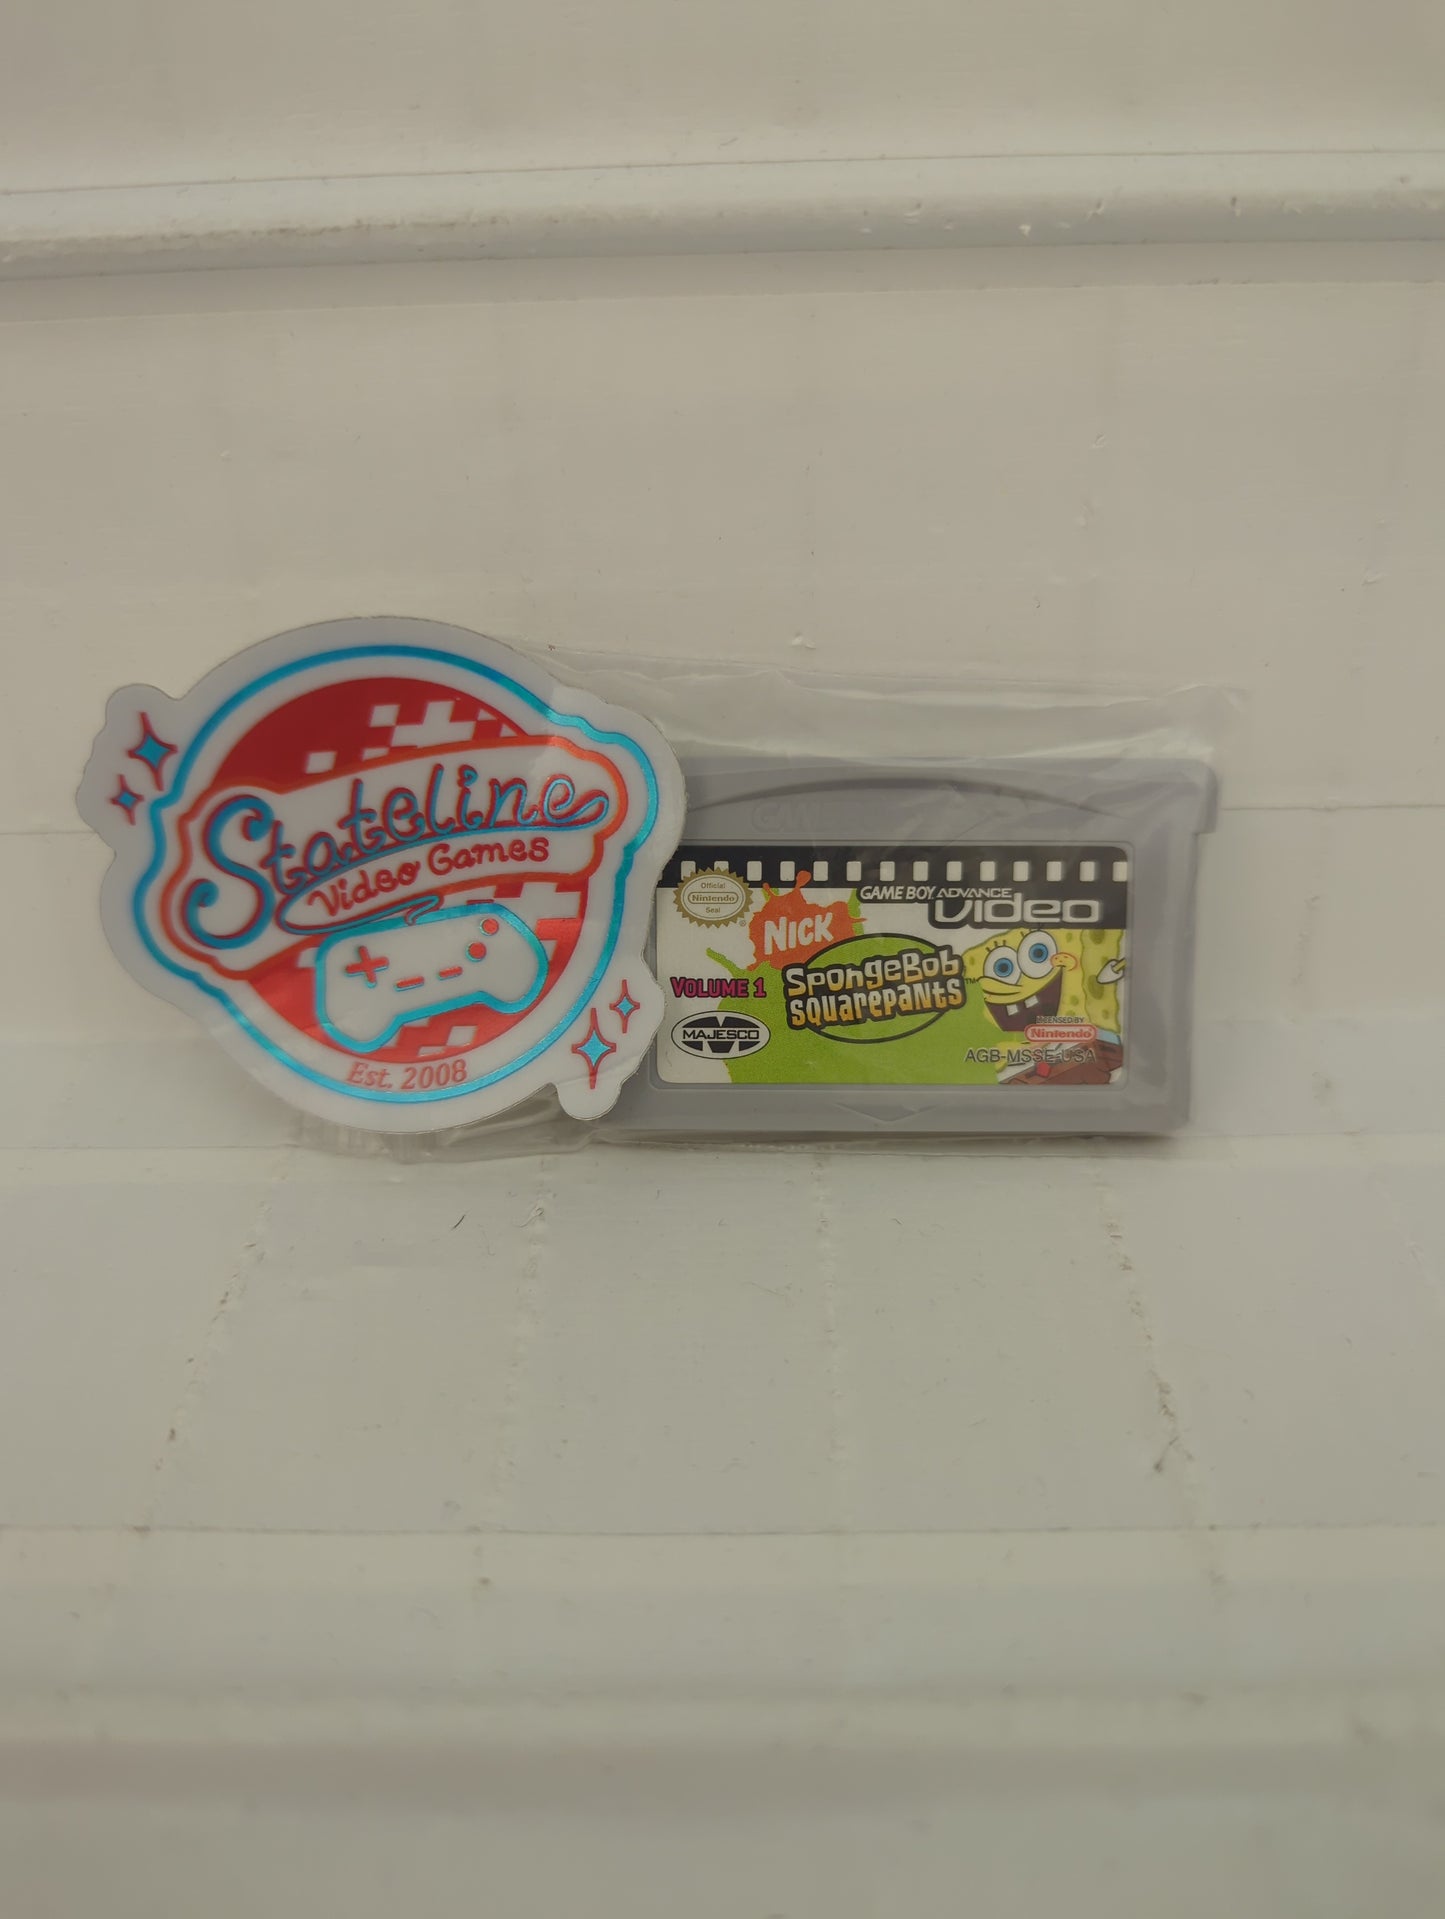 Stateline
Video Games
Est. 2008
Official
Nintendo
Seal
GAME BOY ADVANCE
Video
NICK
SpongeBob
SQUAREPANTS
TM
VOLUME 1
MAJESCO
LICENSED BY
Nintendo
AGB-MSSE-USA